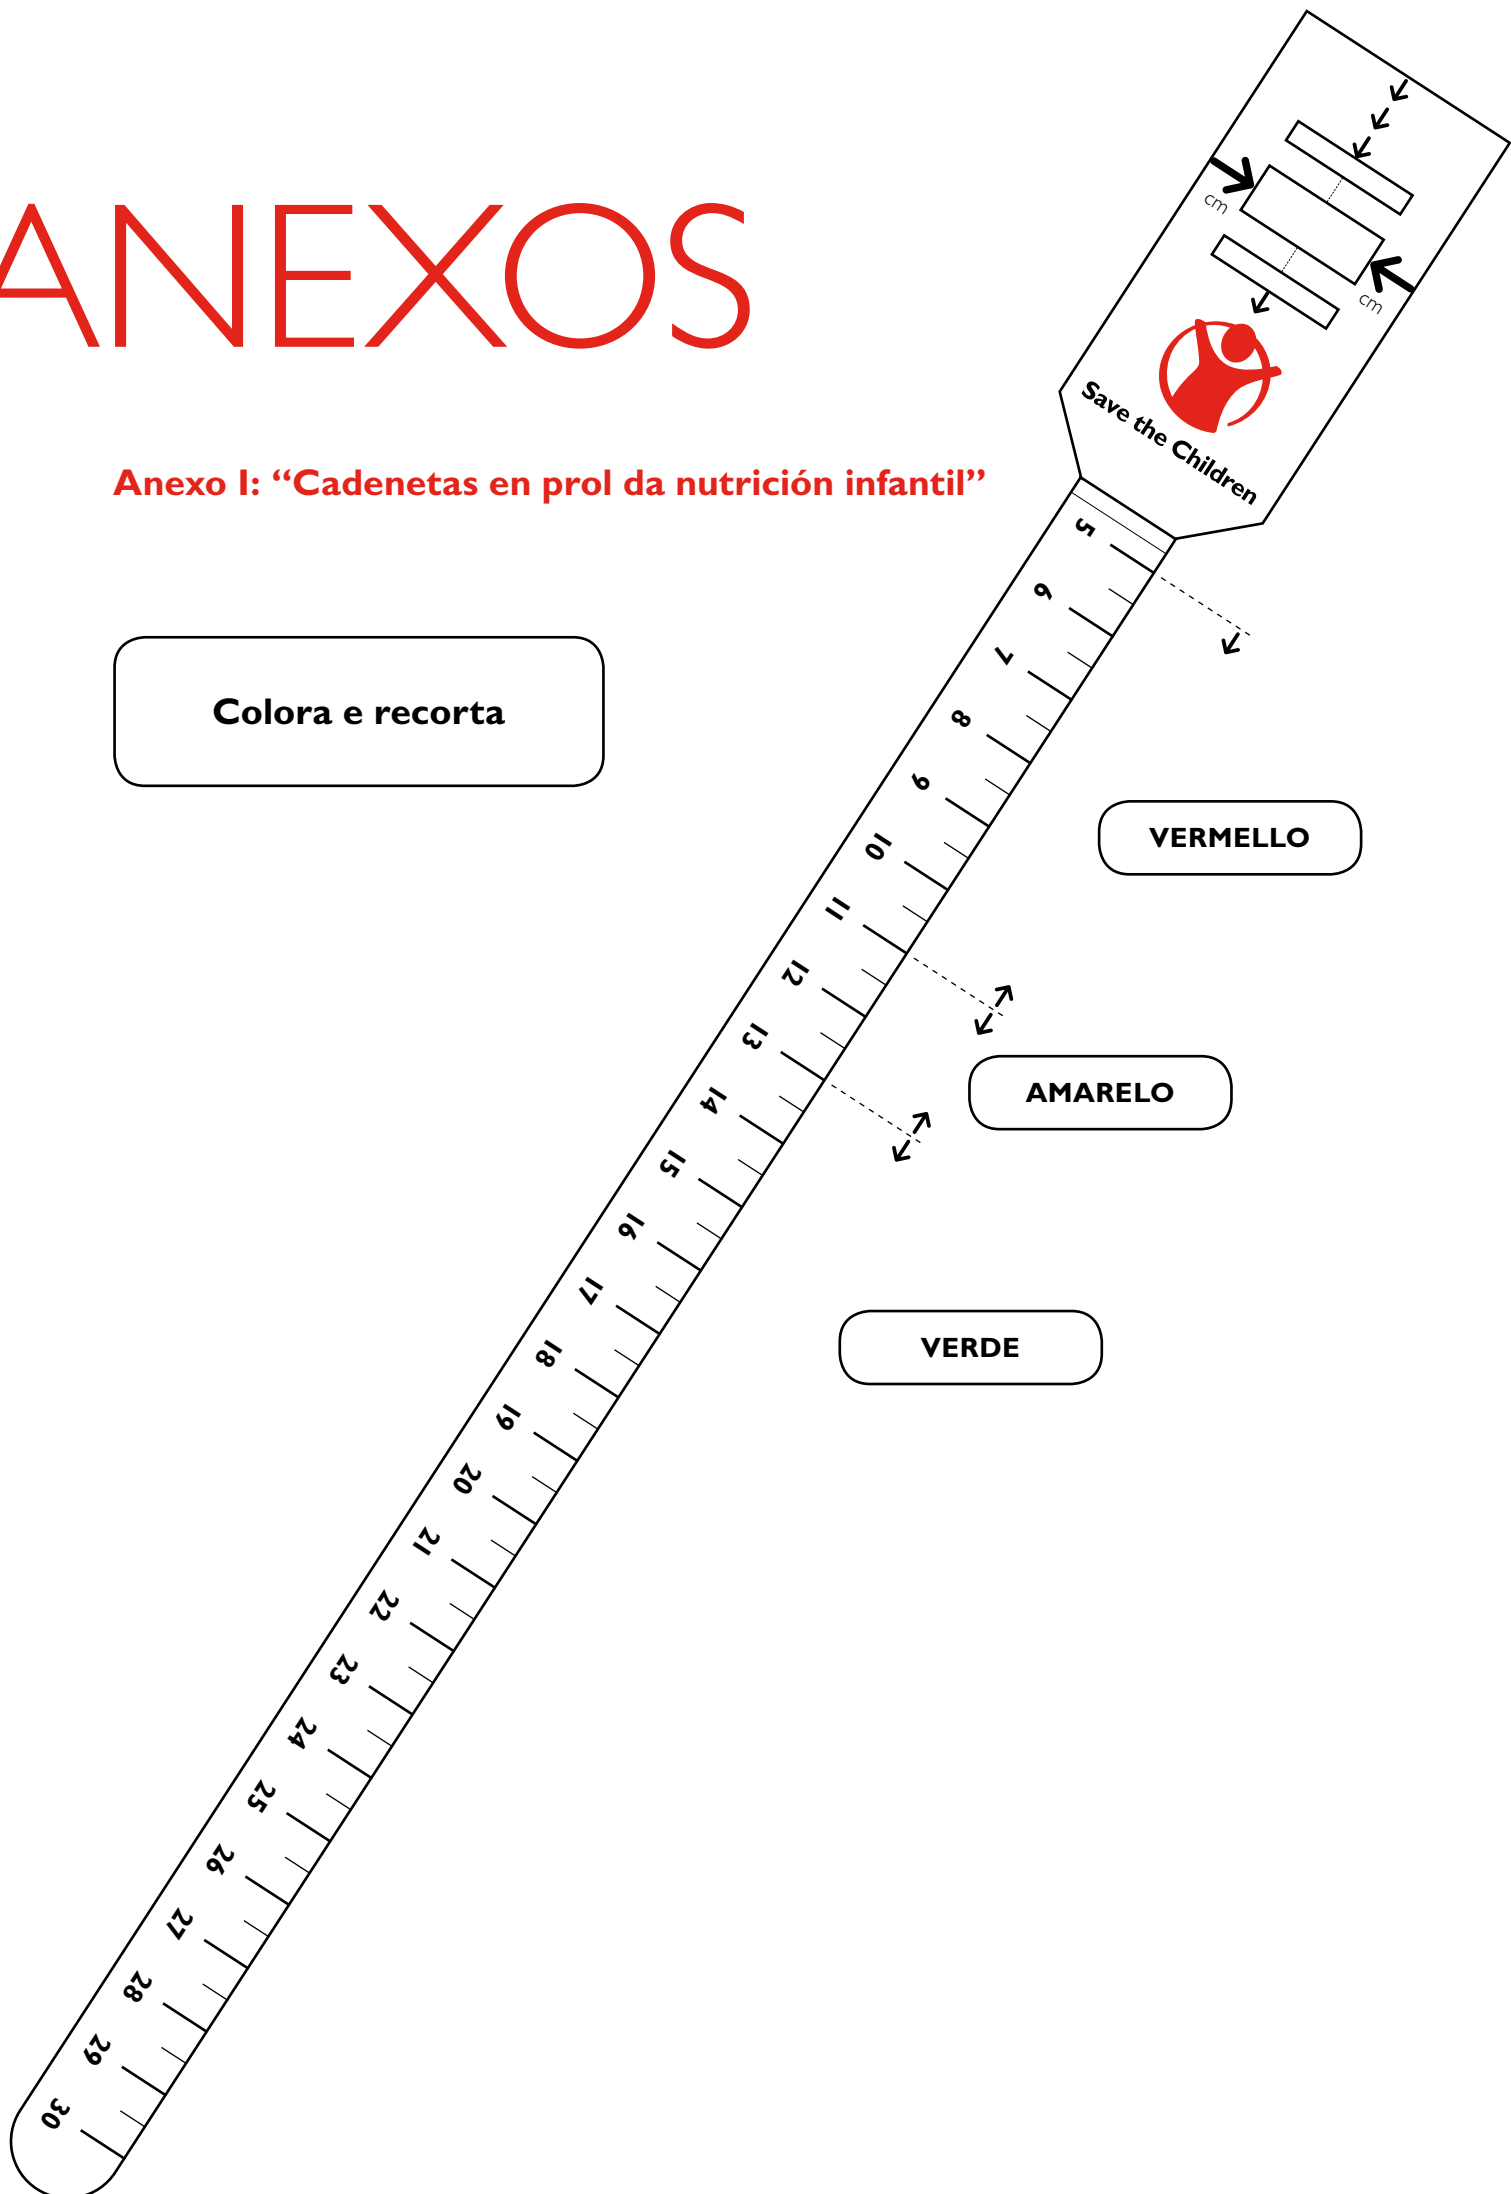 ANEXOS
cm
cm
Save the Children
Anexo I: “Cadenetas en prol da nutrición infantil”
Colora e recorta
5
6
7
8
9
10
11
12
13
14
15
16
17
18
19
20
21
22
23
24
25
26
27
28
29
30
VERMELLO
AMARELO
VERDE